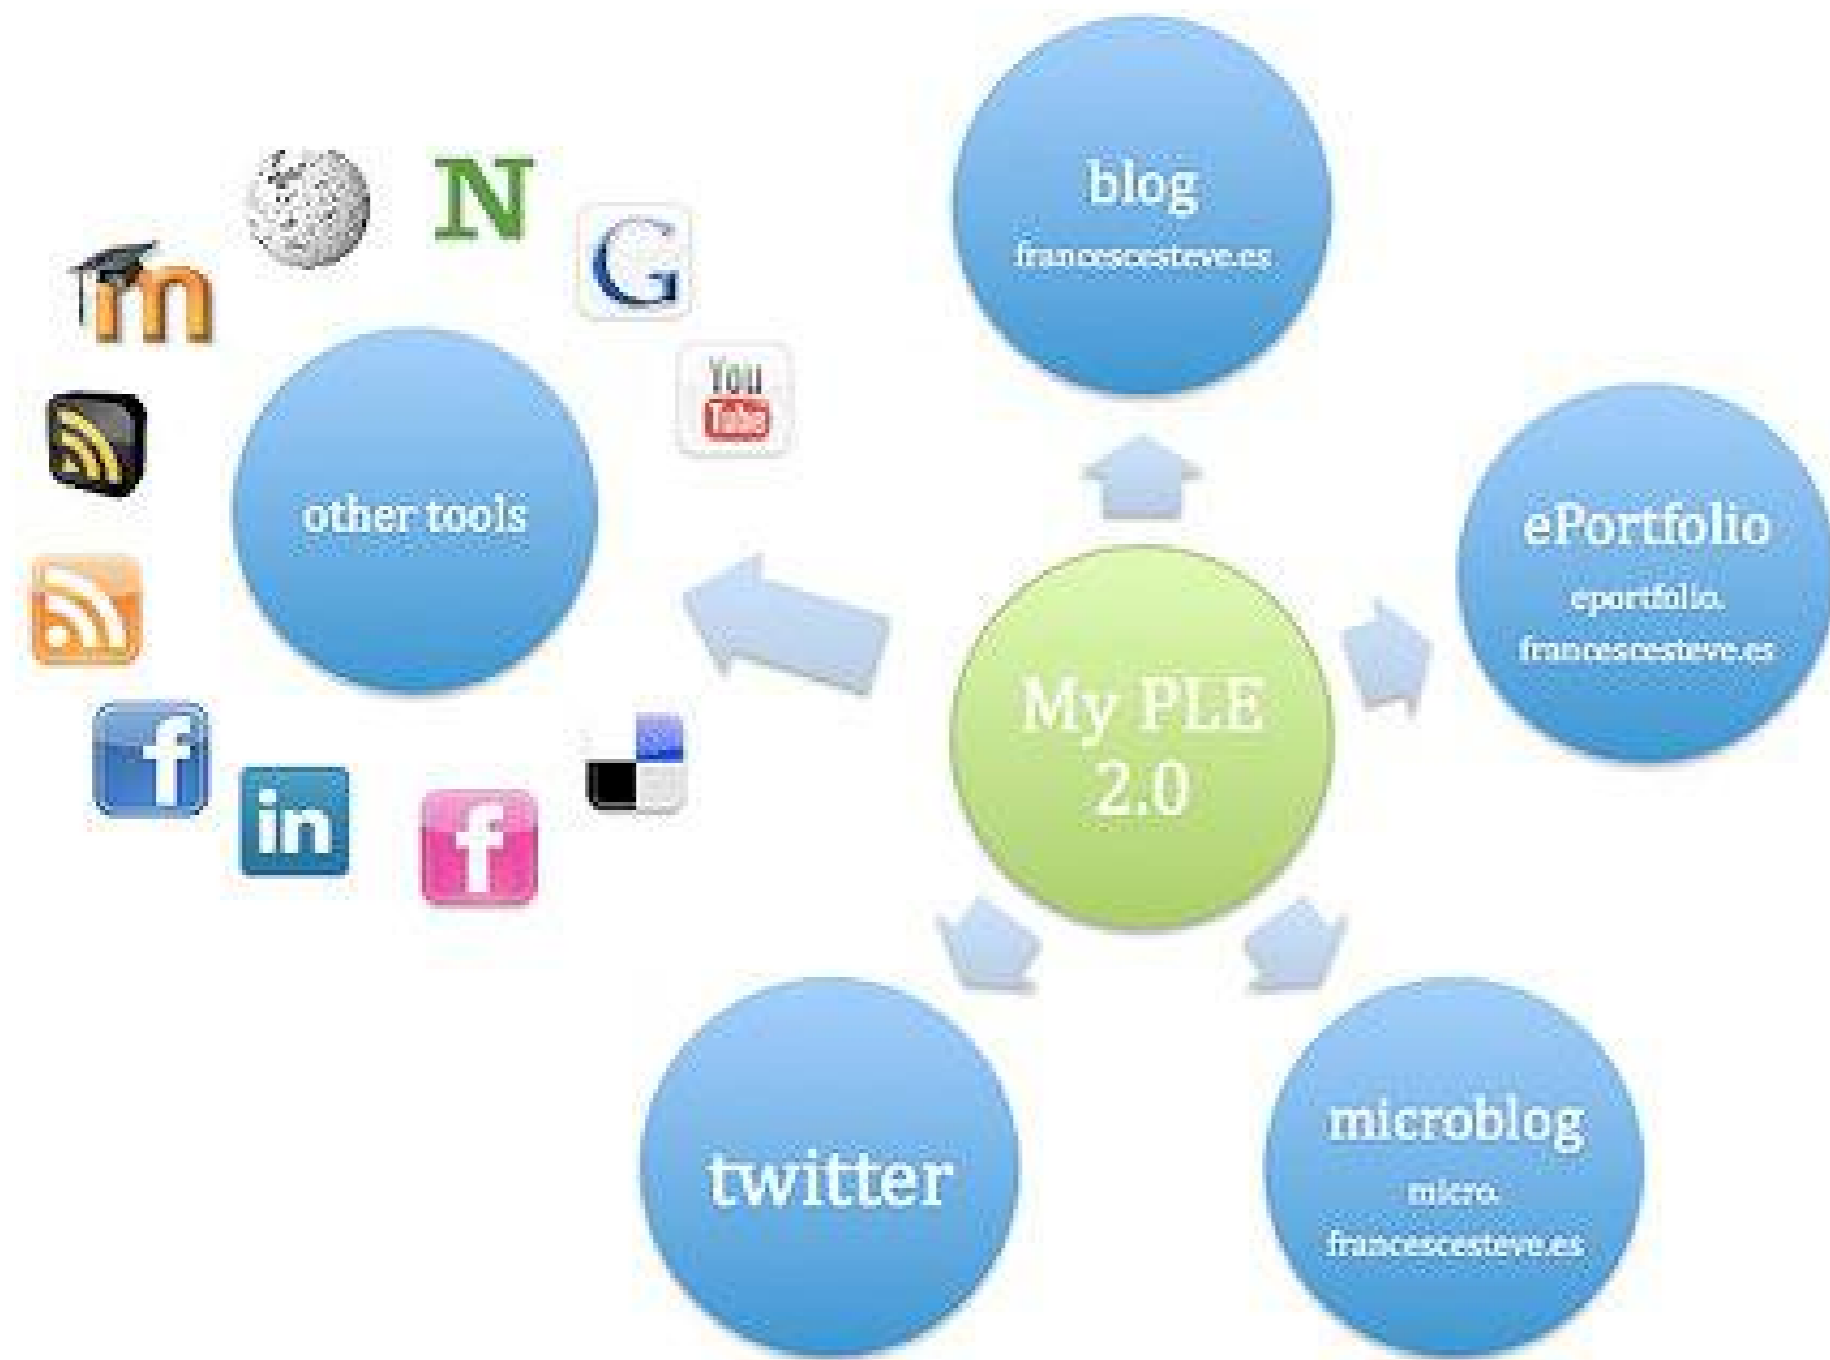 blog
francescesteve.es
N
G
You
Tube
m
other tools
ePortfolio
eportfolio.
francescesteve.es
My PLE
2.0
f
in
f
twitter
microblog
micro.
francescesteve.es